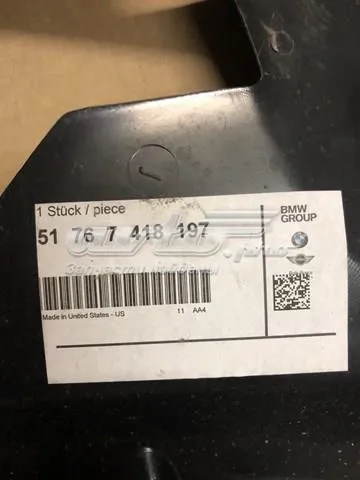 1 Stück / piece
BMW
GROUP
51 76 7 418 197
Made in United States - US
11 AA4